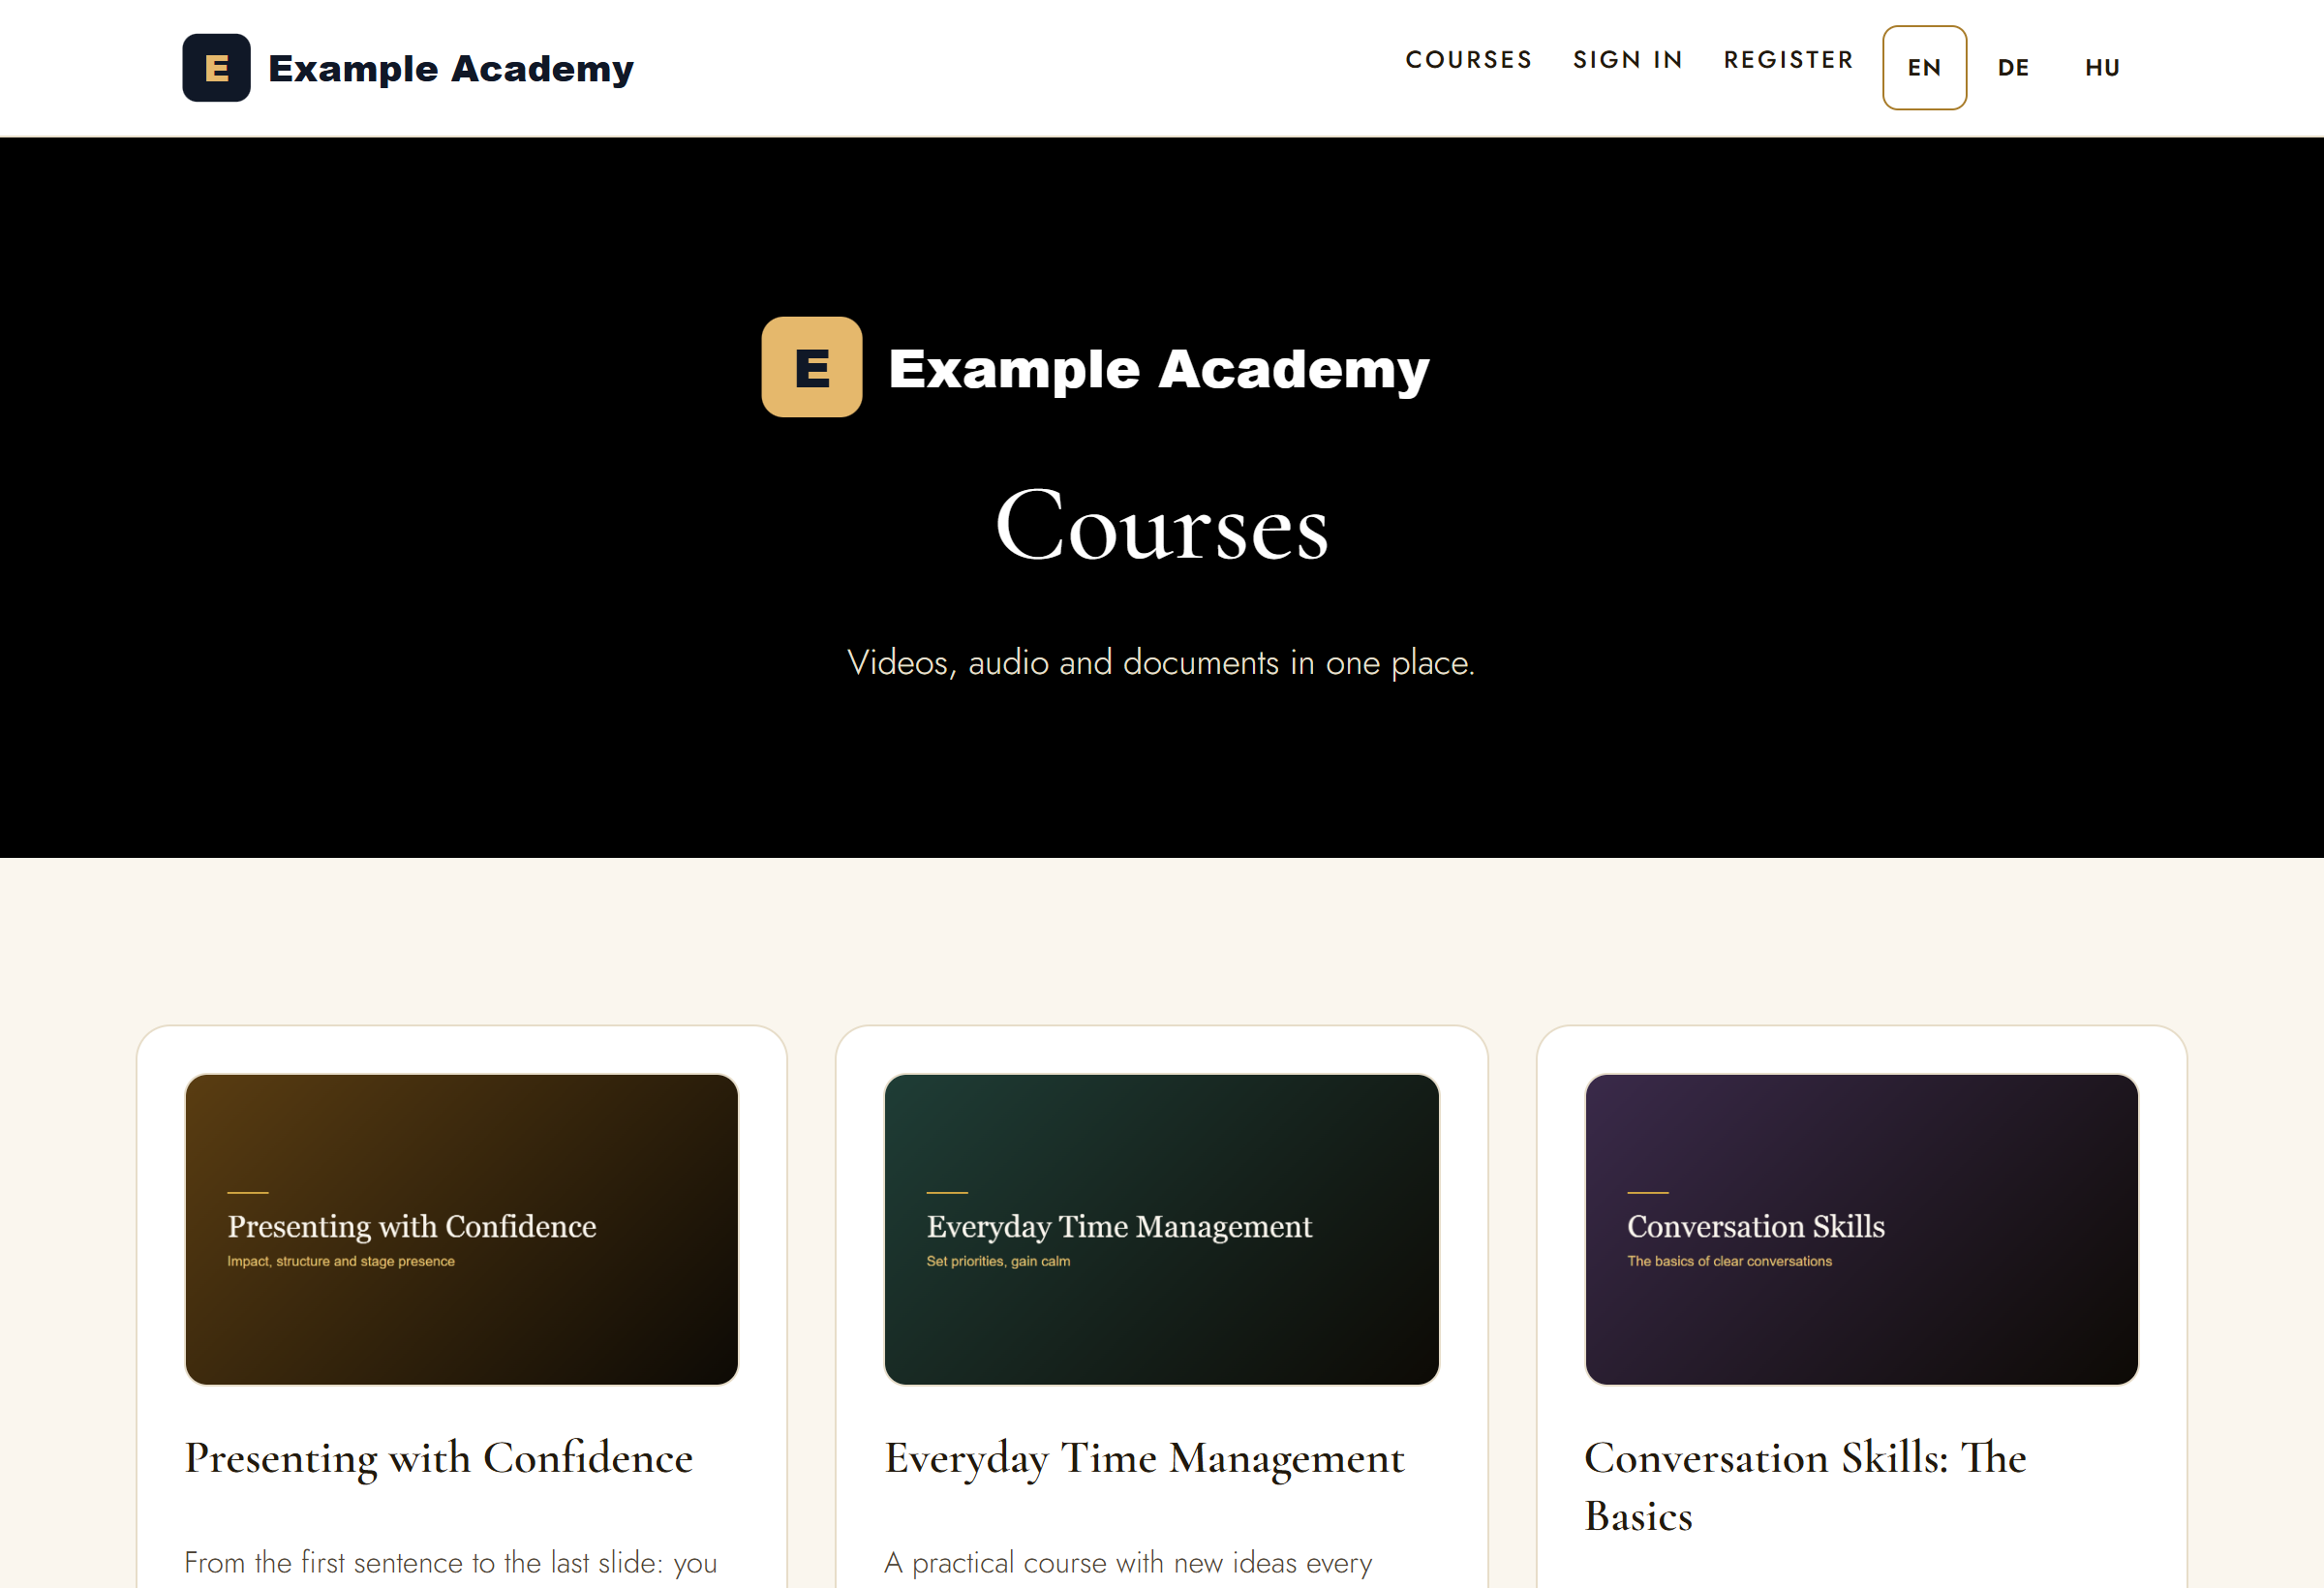 E Example Academy
COURSES SIGN IN REGISTER EN DE HU
E Example Academy
Courses
Videos, audio and documents in one place.
Presenting with Confidence
Impact, structure and stage presence
Presenting with Confidence
From the first sentence to the last slide: you
Everyday Time Management
Set priorities, gain calm
Everyday Time Management
A practical course with new ideas every
Conversation Skills
The basics of clear conversations
Conversation Skills: The
Basics